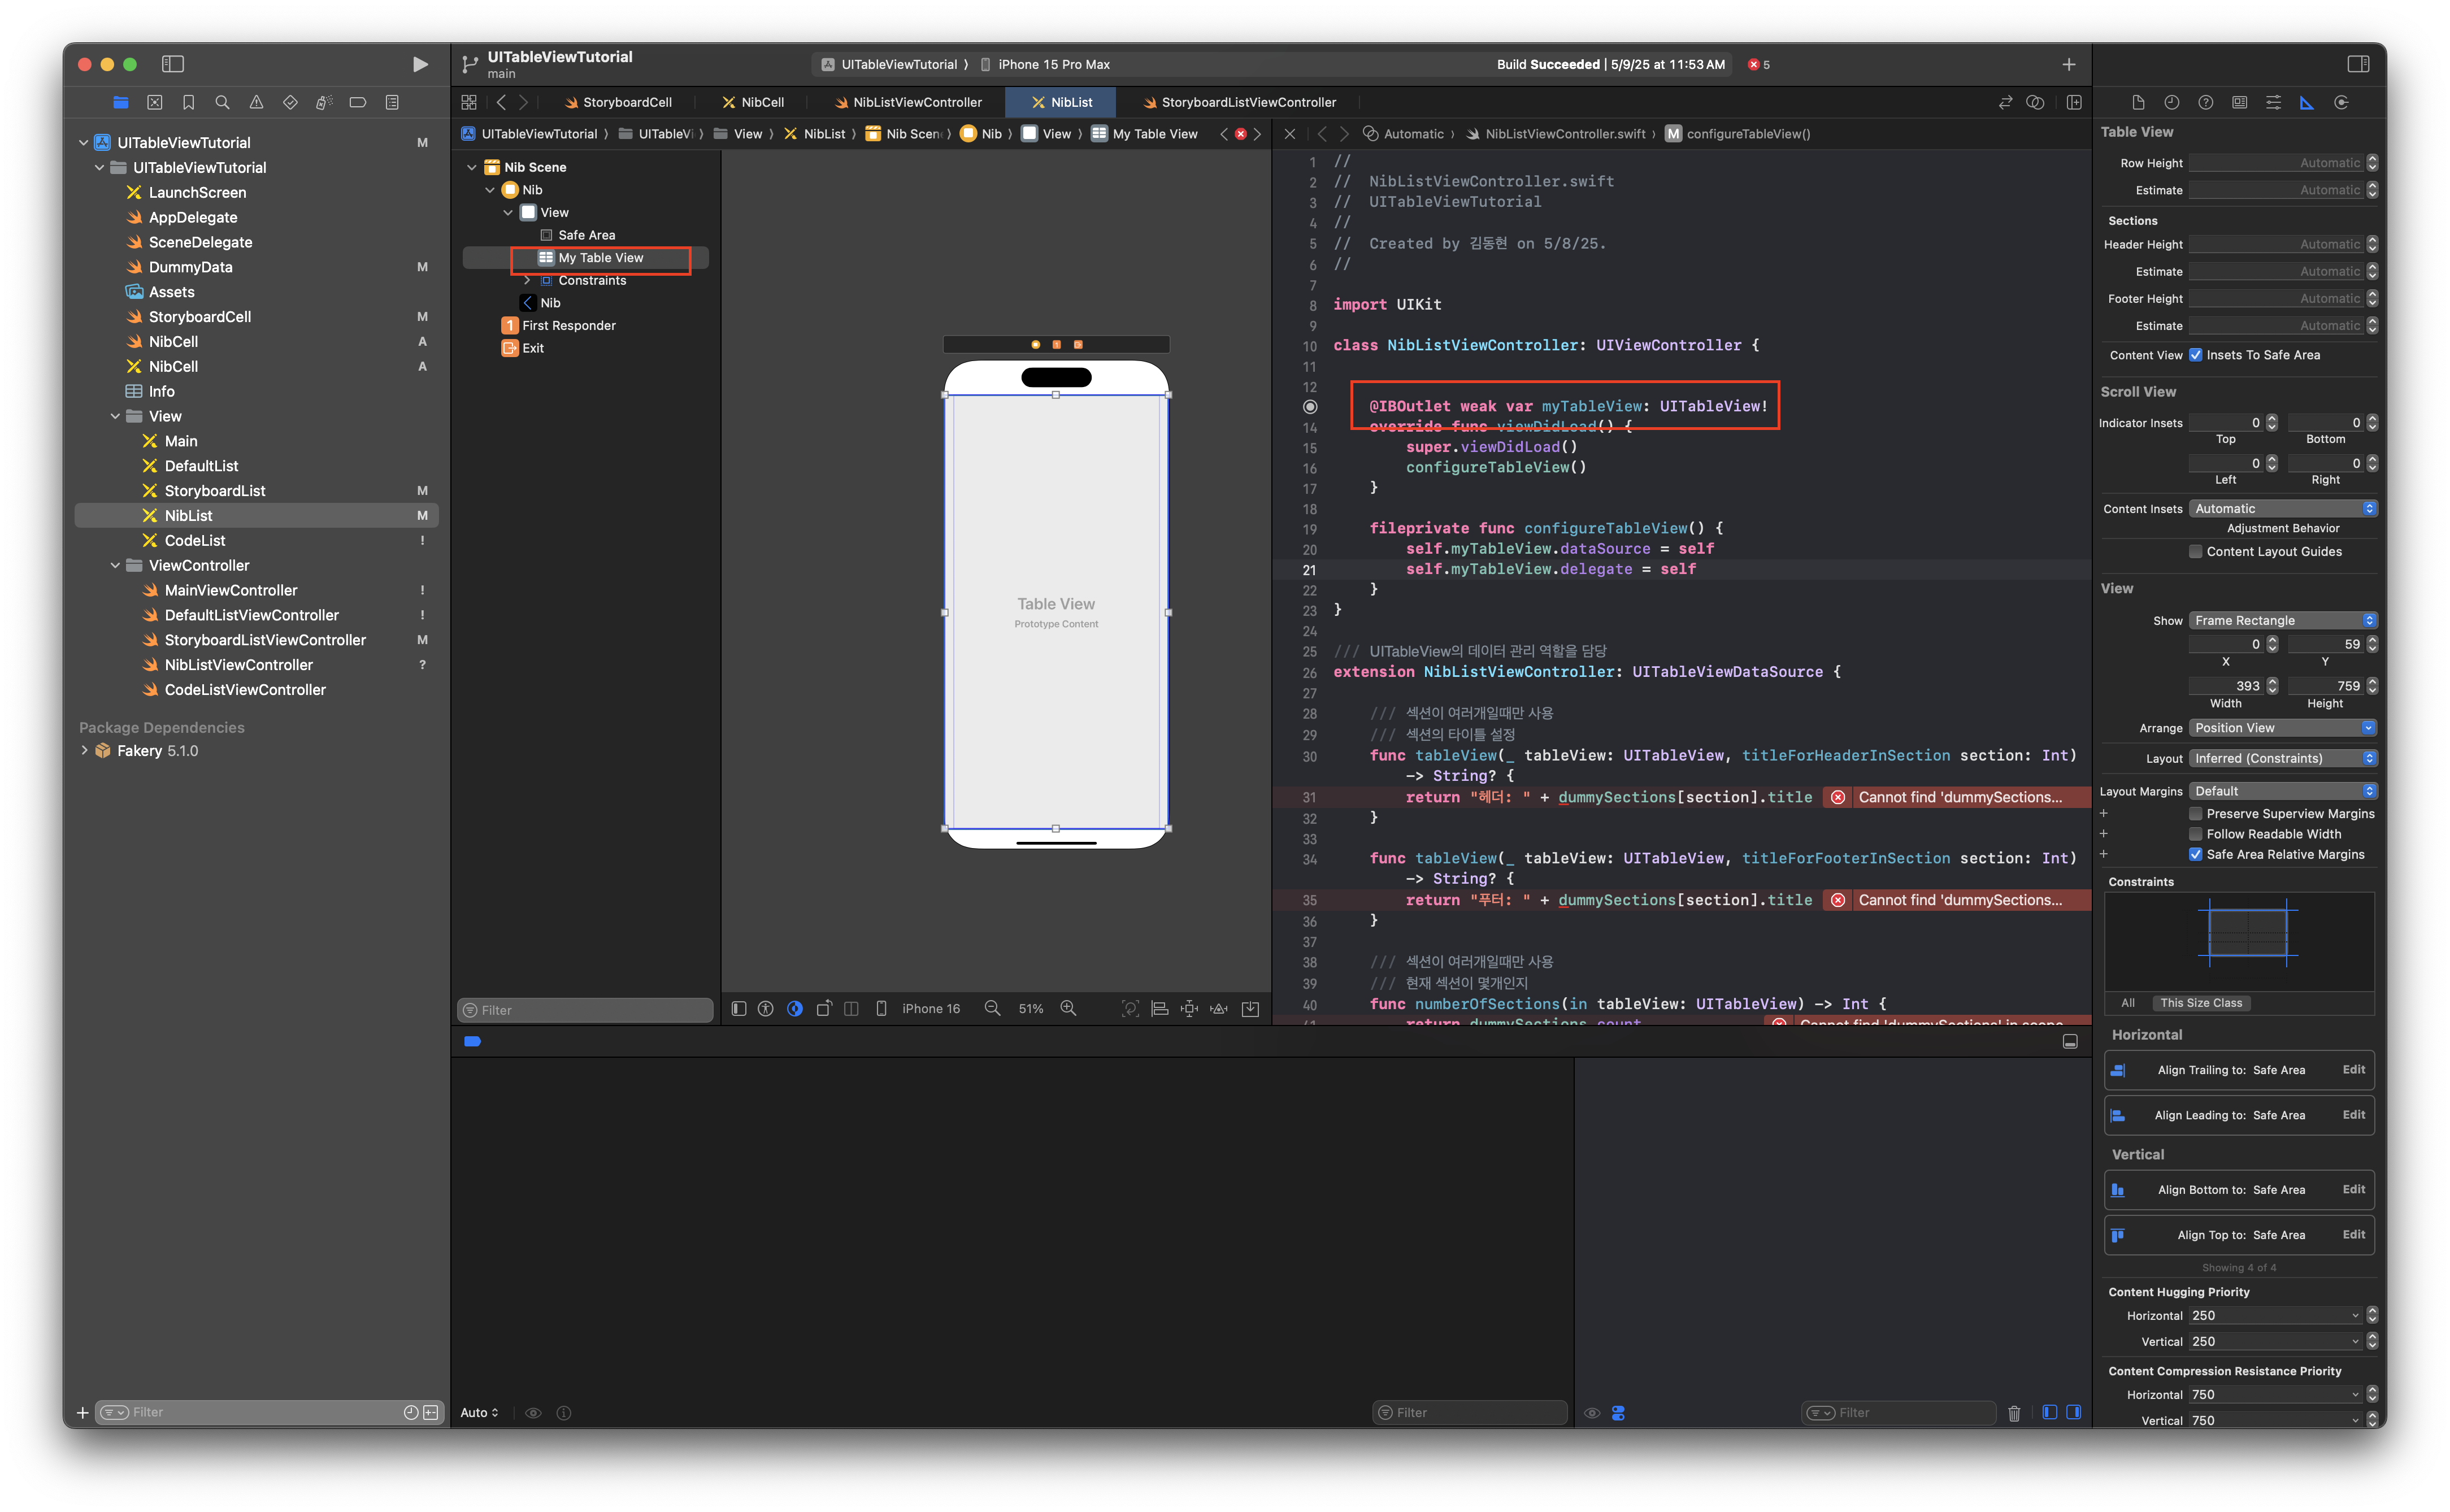 UITableViewTutorial
main
UITableViewTutorial
iPhone 15 Pro Max
Build Succeeded | 5/9/25 at 11:53 AM
5
StoryboardCell
NibCell
NibListViewController
NibList
StoryboardListViewController
UITableViewTutorial
View
NibList
Nib
View
My Table View
Automatic
NibListViewController.swift
M configureTableView()
UITableViewTutorial M
UITableViewTutorial
LaunchScreen
AppDelegate
SceneDelegate
DummyData M
Assets
StoryboardCell M
NibCell A
NibCell A
Info
View
Main
DefaultList
StoryboardList M
NibList M
CodeList !
ViewController
MainViewController !
DefaultListViewController !
StoryboardListViewController M
NibListViewController ?
CodeListViewController
Package Dependencies
Fakery 5.1.0
Filter
Nib Scene
Nib
View
Safe Area
My Table View
Constraints
Nib
1 First Responder
Exit
Filter
Table View
Prototype Content
iPhone 16
51%
1 //
2 //  NibListViewController.swift
3 //  UITableViewTutorial
4 //
5 //  Created by 김동현 on 5/8/25.
6 //
7
8 import UIKit
9
10 class NibListViewController: UIViewController {
11
12
@IBOutlet weak var myTableView: UITableView!
14 override func viewDidLoad() {
15 super.viewDidLoad()
16 configureTableView()
17 }
18
19 fileprivate func configureTableView() {
20 self.myTableView.dataSource = self
21 self.myTableView.delegate = self
22 }
23 }
24
25 /// UITableView의 데이터 관리 역할을 담당
26 extension NibListViewController: UITableViewDataSource {
27
28 /// 섹션이 여러개일때만 사용
29 /// 섹션의 타이틀 설정
30 func tableView(_ tableView: UITableView, titleForHeaderInSection section: Int)
-> String? {
31 return "헤더: " + dummySections[section].title
Cannot find 'dummySections...
32 }
33
34 func tableView(_ tableView: UITableView, titleForFooterInSection section: Int)
-> String? {
35 return "푸터: " + dummySections[section].title
Cannot find 'dummySections...
36 }
37
38 /// 섹션이 여러개일때만 사용
39 /// 현재 섹션이 몇개인지
40 func numberOfSections(in tableView: UITableView) -> Int {
41 return dummySections.count
Cannot find 'dummySections' in scope
Auto
Filter
Filter
Table View
Row Height Automatic
Estimate Automatic
Sections
Header Height Automatic
Estimate Automatic
Footer Height Automatic
Estimate Automatic
Content View Insets To Safe Area
Scroll View
Indicator Insets 0 0
Top Bottom
0 0
Left Right
Content Insets Automatic
Adjustment Behavior
Content Layout Guides
View
Show Frame Rectangle
0 59
X Y
393 759
Width Height
Arrange Position View
Layout Inferred (Constraints)
Layout Margins Default
Preserve Superview Margins
Follow Readable Width
Safe Area Relative Margins
Constraints
All This Size Class
Horizontal
Align Trailing to: Safe Area Edit
Align Leading to: Safe Area Edit
Vertical
Align Bottom to: Safe Area Edit
Align Top to: Safe Area Edit
Showing 4 of 4
Content Hugging Priority
Horizontal 250
Vertical 250
Content Compression Resistance Priority
Horizontal 750
Vertical 750